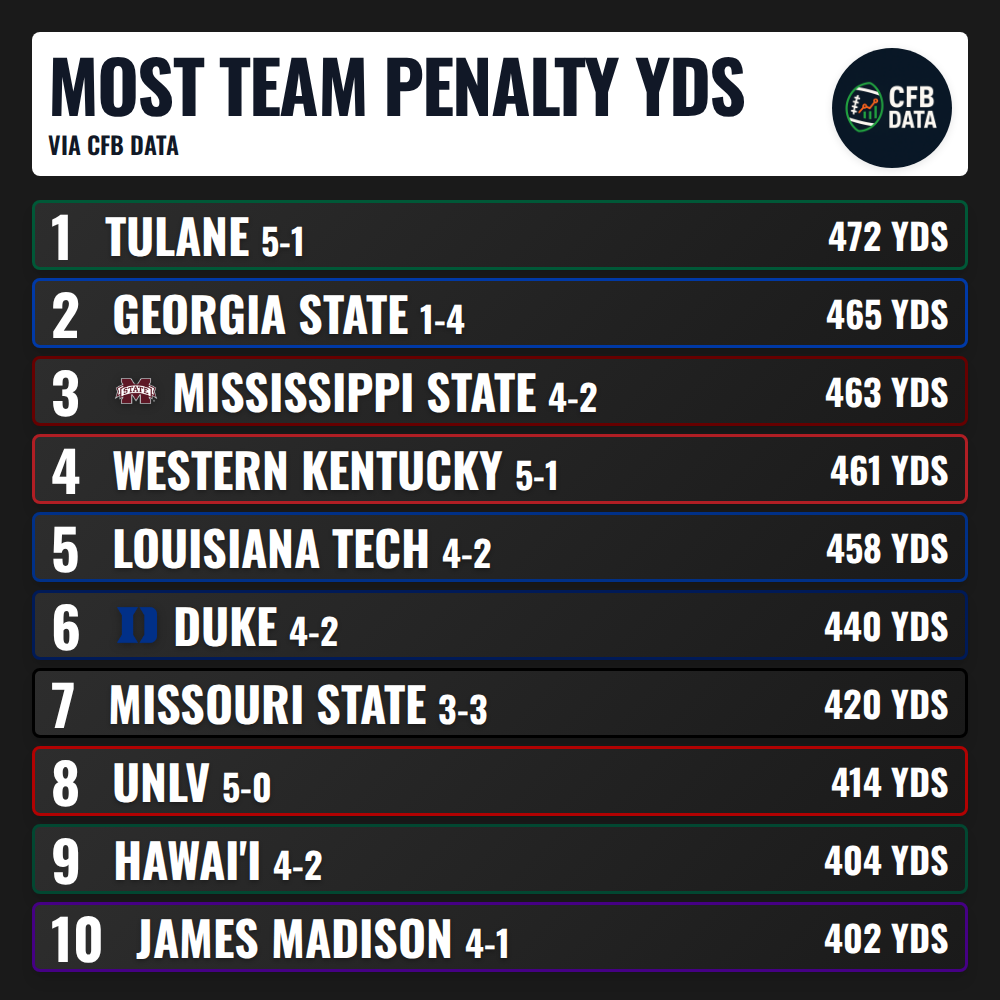 MOST TEAM PENALTY YDS
VIA CFB DATA
CFB
DATA
1 TULANE 5-1 472 YDS
2 GEORGIA STATE 1-4 465 YDS
3 STATE MISSISSIPPI STATE 4-2 463 YDS
4 WESTERN KENTUCKY 5-1 461 YDS
5 LOUISIANA TECH 4-2 458 YDS
6 D DUKE 4-2 440 YDS
7 MISSOURI STATE 3-3 420 YDS
8 UNLV 5-0 414 YDS
9 HAWAI'I 4-2 404 YDS
10 JAMES MADISON 4-1 402 YDS